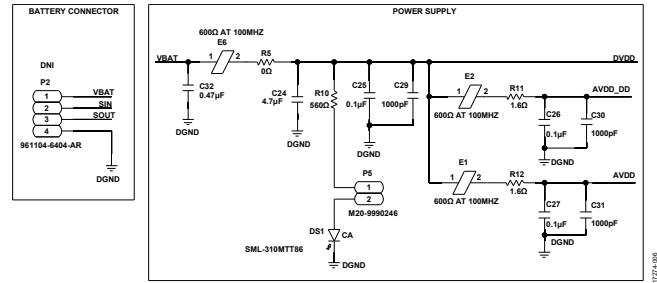 BATTERY CONNECTOR
DNI
P2
1
VBAT
2
SIN
3
SOUT
4
961104-6404-AR
DGND
POWER SUPPLY
600Ω AT 100MHZ
E6
VBAT
1
2
R5
0Ω
DVDD
C32
0.47µF
DGND
C24
4.7µF
DGND
R10
560Ω
C25
0.1µF
C29
1000pF
DGND
E2
1
2
600Ω AT 100MHZ
R11
1.6Ω
AVDD_DD
C26
0.1µF
C30
1000pF
DGND
E1
1
2
600Ω AT 100MHZ
R12
1.6Ω
AVDD
C27
0.1µF
C31
1000pF
DGND
P5
1
2
M20-9990246
DS1
CA
SML-310MTT86
DGND
17274-006